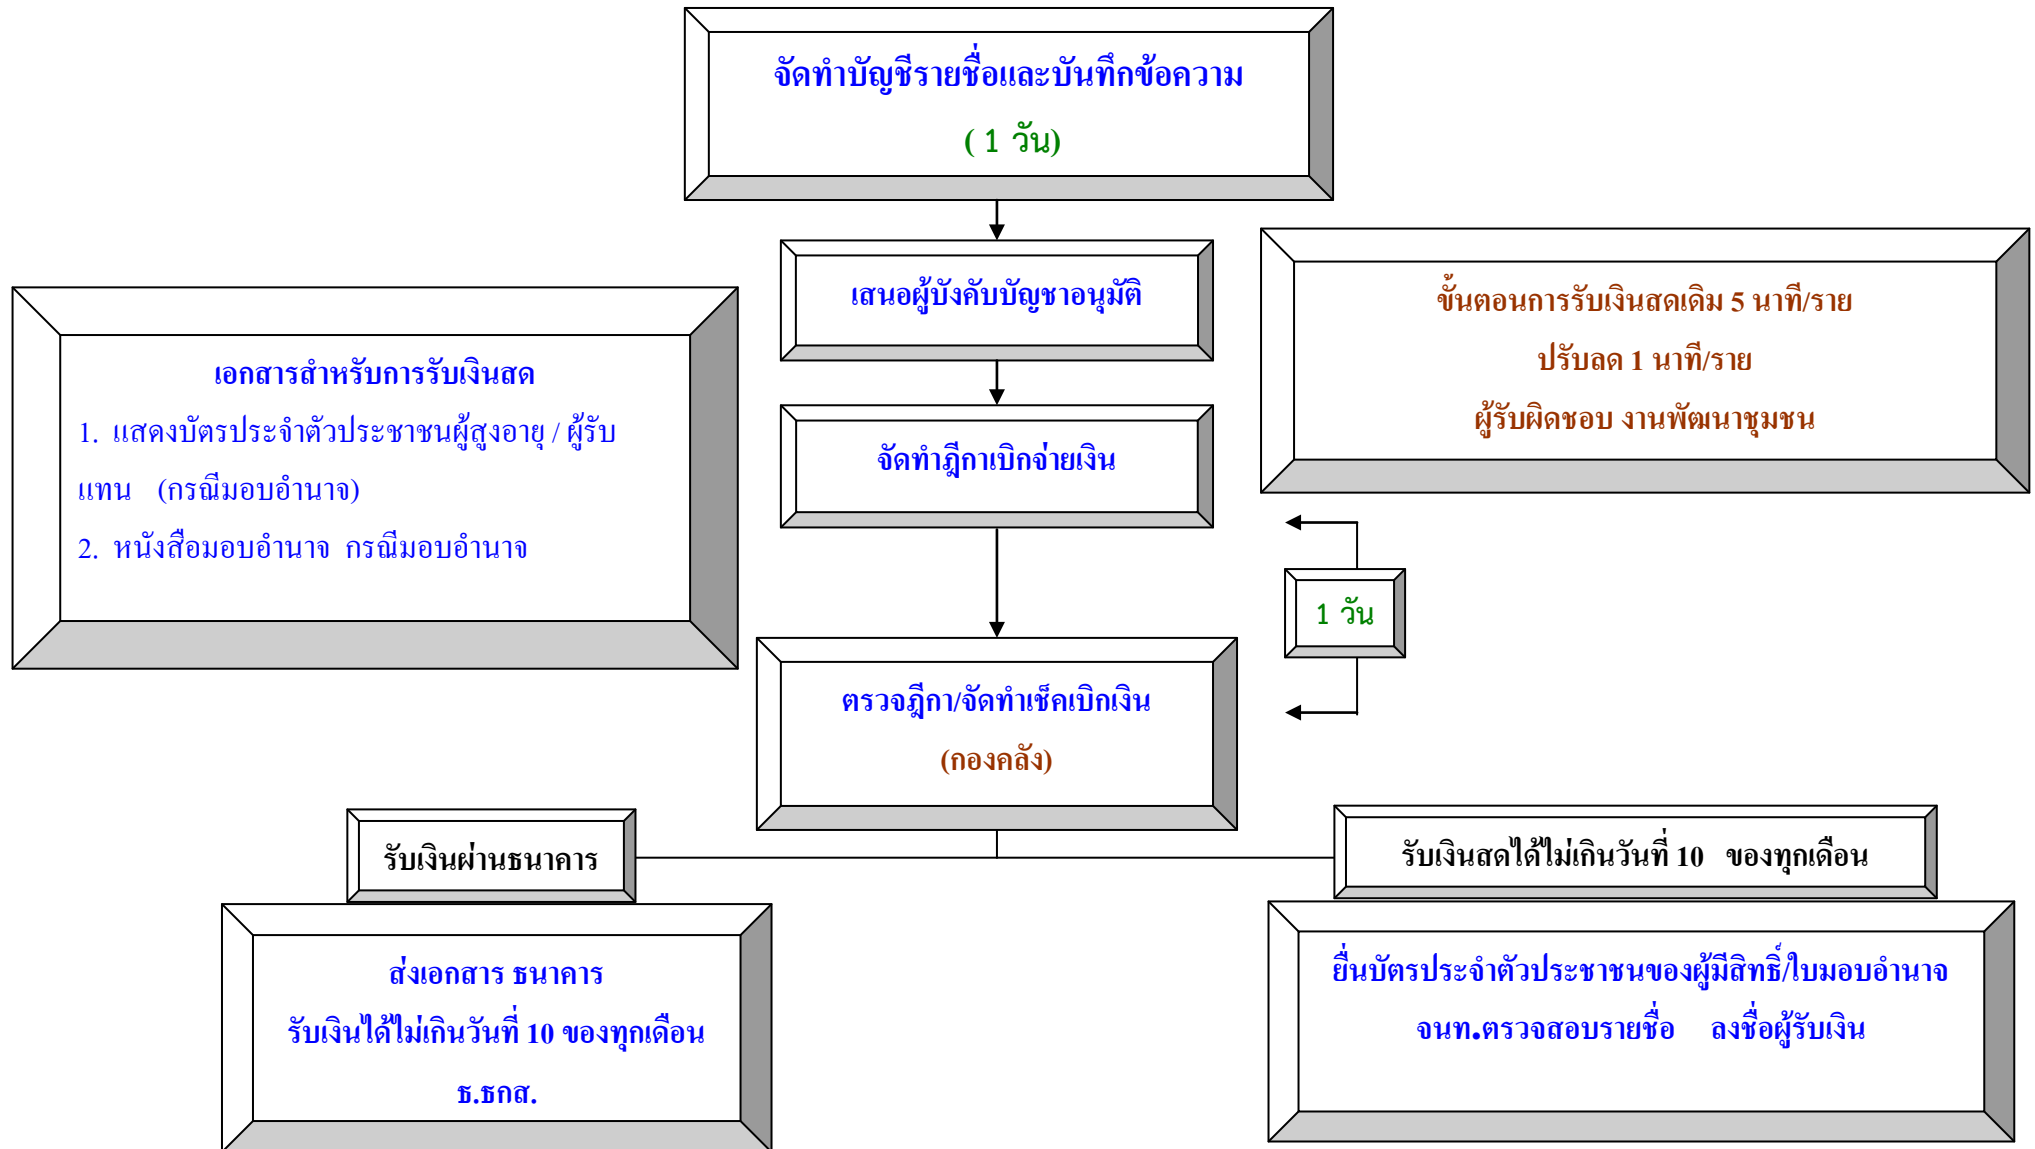 จัดทำบัญชีรายชื่อและบันทึกข้อความ
( 1 วัน)
เสนอผู้บังคับบัญชาอนุมัติ
ขั้นตอนการรับเงินสดเดิม 5 นาที/ราย
ปรับลด 1 นาที/ราย
ผู้รับผิดชอบ งานพัฒนาชุมชน
เอกสารสำหรับการรับเงินสด
1. แสดงบัตรประจำตัวประชาชนผู้สูงอายุ / ผู้รับ
แทน (กรณีมอบอำนาจ)
2. หนังสือมอบอำนาจ กรณีมอบอำนาจ
จัดทำฎีกาเบิกจ่ายเงิน
1 วัน
ตรวจฎีกา/จัดทำเช็คเบิกเงิน
(กองคลัง)
รับเงินผ่านธนาคาร
ส่งเอกสาร ธนาคาร
รับเงินได้ไม่เกินวันที่ 10 ของทุกเดือน
ธ.ธกส.
รับเงินสดได้ไม่เกินวันที่ 10 ของทุกเดือน
ยื่นบัตรประจำตัวประชาชนของผู้มีสิทธิ์/ใบมอบอำนาจ
จนท.ตรวจสอบรายชื่อ ลงชื่อผู้รับเงิน